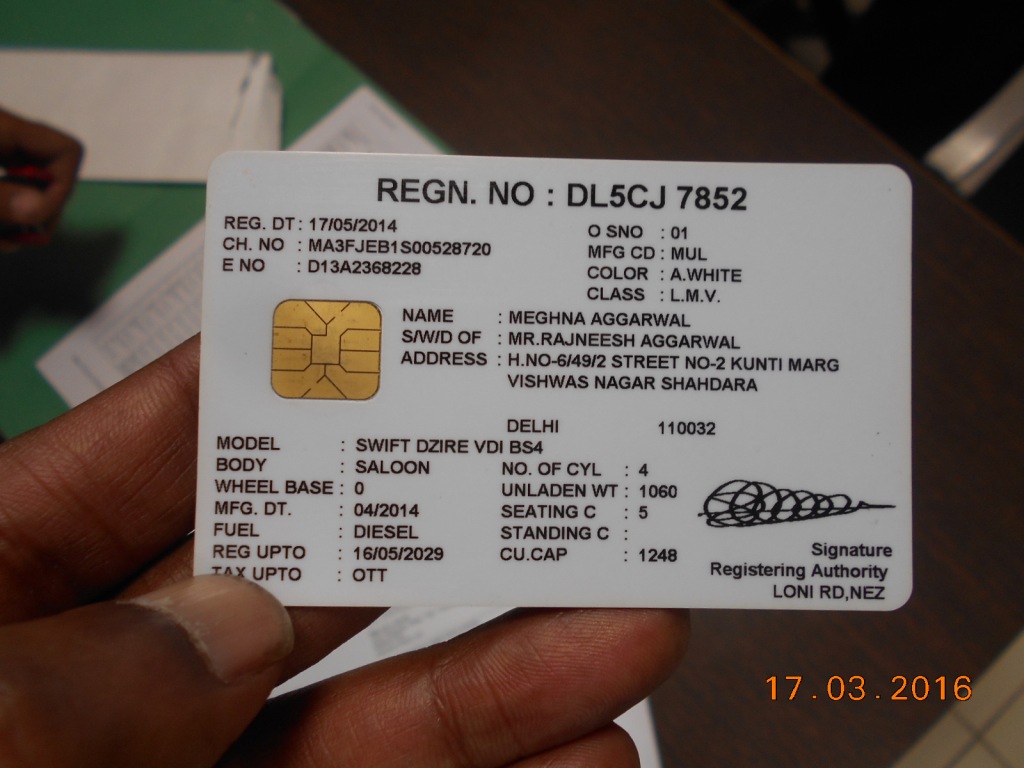 REGN. NO : DL5CJ 7852
REG. DT : 17/05/2014
O SNO : 01
CH. NO : MA3FJEB1S00528720
MFG CD : MUL
E NO : D13A2368228
COLOR : A.WHITE
CLASS : L.M.V.
NAME : MEGHNA AGGARWAL
S/W/D OF : MR.RAJNEESH AGGARWAL
ADDRESS : H.NO-6/49/2 STREET NO-2 KUNTI MARG
VISHWAS NAGAR SHAHDARA
DELHI 110032
MODEL : SWIFT DZIRE VDI BS4
BODY : SALOON
NO. OF CYL : 4
WHEEL BASE : 0
UNLADEN WT : 1060
MFG. DT. : 04/2014
SEATING C : 5
FUEL : DIESEL
STANDING C :
REG UPTO : 16/05/2029
CU.CAP : 1248
TAX UPTO : OTT
Signature
Registering Authority
LONI RD,NEZ
17.03.2016